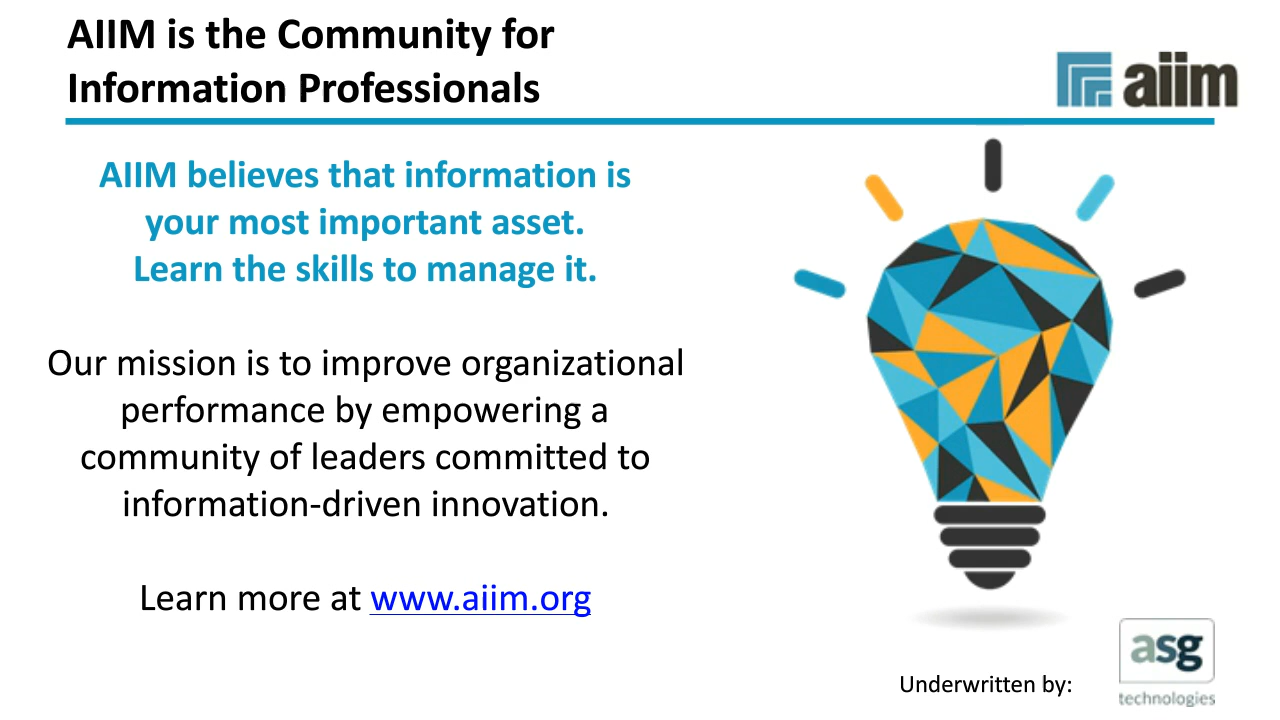 AIIM is the Community for
Information Professionals
aiim
AIIM believes that information is
your most important asset.
Learn the skills to manage it.
Our mission is to improve organizational
performance by empowering a
community of leaders committed to
information-driven innovation.
Learn more at www.aiim.org
Underwritten by:
asg
technologies